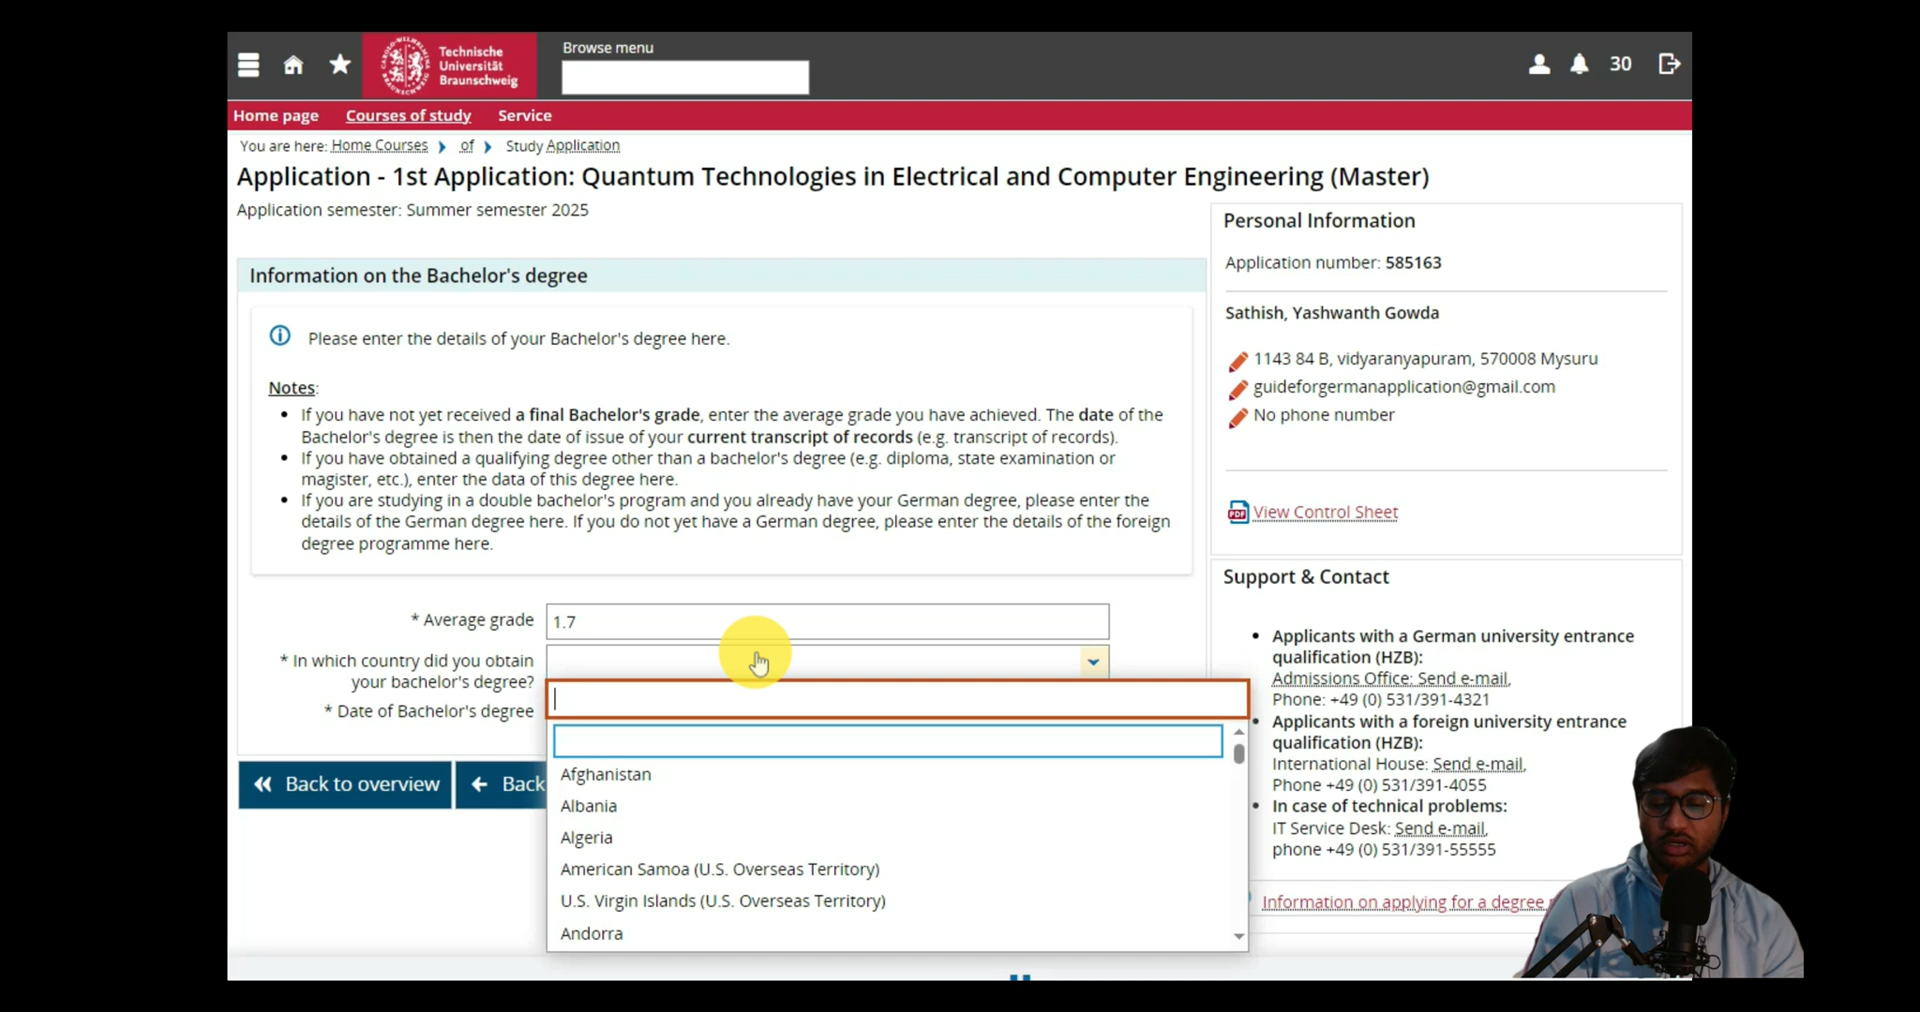 Technische
Universität
Braunschweig
Browse menu
30
Home page Courses of study Service
You are here: Home Courses of Study Application
Application - 1st Application: Quantum Technologies in Electrical and Computer Engineering (Master)
Application semester: Summer semester 2025
Information on the Bachelor's degree
Please enter the details of your Bachelor's degree here.
Notes:
If you have not yet received a final Bachelor's grade, enter the average grade you have achieved. The date of the
Bachelor's degree is then the date of issue of your current transcript of records (e.g. transcript of records).
If you have obtained a qualifying degree other than a bachelor's degree (e.g. diploma, state examination or
magister, etc.), enter the data of this degree here.
If you are studying in a double bachelor's program and you already have your German degree, please enter the
details of the German degree here. If you do not yet have a German degree, please enter the details of the foreign
degree programme here.
* Average grade 1.7
* In which country did you obtain
your bachelor's degree?
* Date of Bachelor's degree
Afghanistan
Albania
Algeria
American Samoa (U.S. Overseas Territory)
U.S. Virgin Islands (U.S. Overseas Territory)
Andorra
Back to overview Back
Personal Information
Application number: 585163
Sathish, Yashwanth Gowda
1143 84 B, vidyaranyapuram, 570008 Mysuru
guideforgermanapplication@gmail.com
No phone number
PDF View Control Sheet
Support & Contact
Applicants with a German university entrance
qualification (HZB):
Admissions Office: Send e-mail,
Phone: +49 (0) 531/391-4321
Applicants with a foreign university entrance
qualification (HZB):
International House: Send e-mail,
Phone +49 (0) 531/391-4055
In case of technical problems:
IT Service Desk: Send e-mail,
phone +49 (0) 531/391-55555
Information on applying for a degree